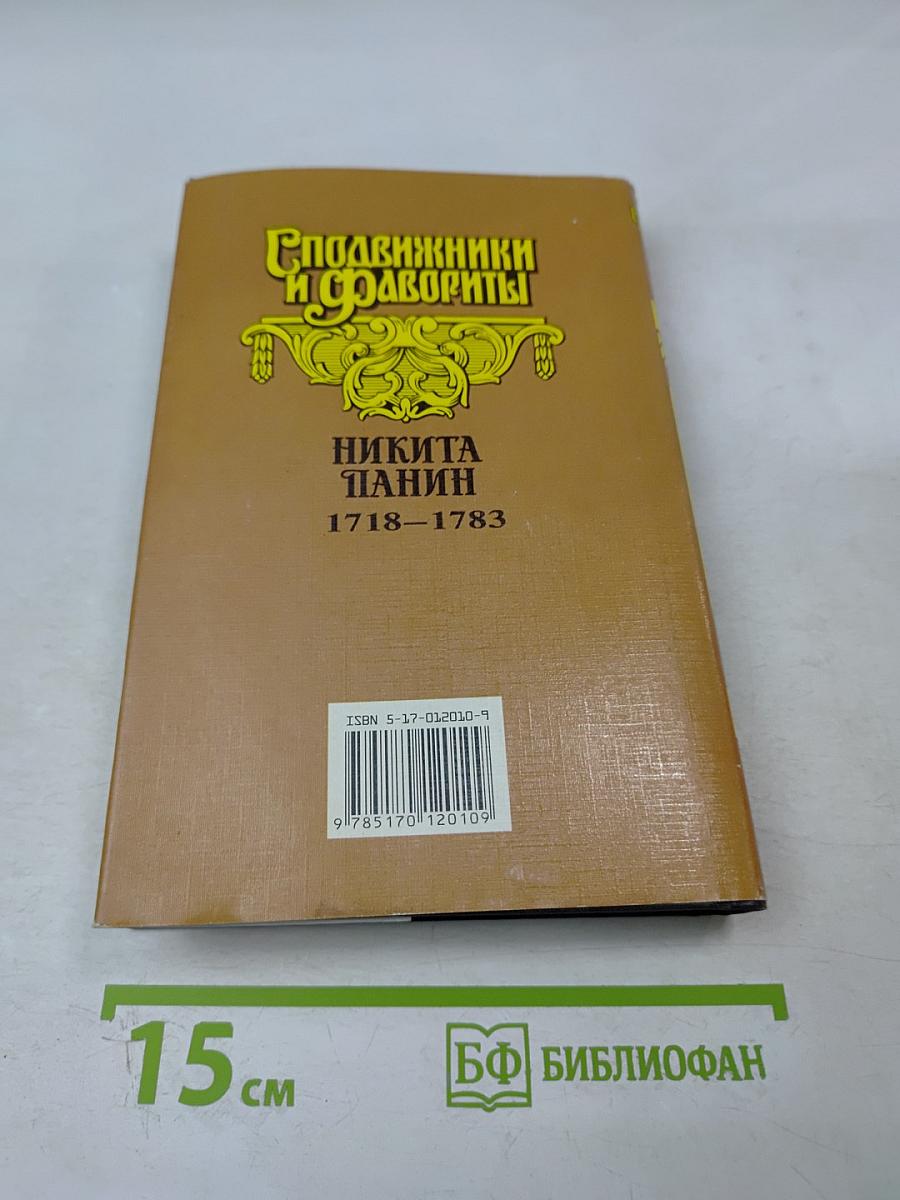 Сподвижники
и Фавориты
НИКИТА
ПАНИН
1718—1783
ISBN 5-17-012010-9
9 785170 120109
15 см
БФ БИБЛИОФАН